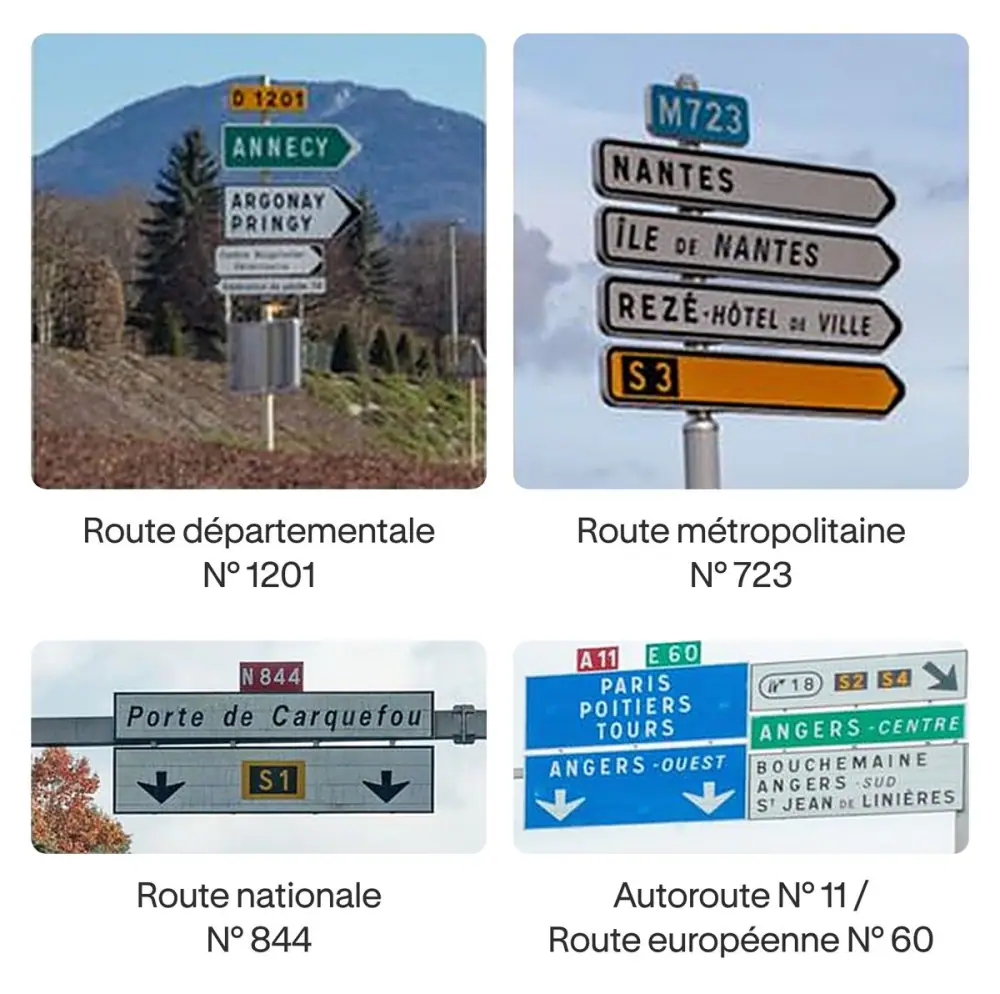 D 1201
ANNECY
ARGONAY
PRINGY
M723
NANTES
ÎLE DE NANTES
REZÉ-HÔTEL DE VILLE
S 3
Route départementale
N° 1201
Route métropolitaine
N° 723
N 844
Porte de Carquefou
S1
A 11
E 60
PARIS
POITIERS
TOURS
ANGERS-OUEST
N° 18
S2
S4
ANGERS-CENTRE
BOUCHEMAINE
ANGERS-SUD
ST JEAN DE LINIÈRES
Route nationale
N° 844
Autoroute N° 11 /
Route européenne N° 60